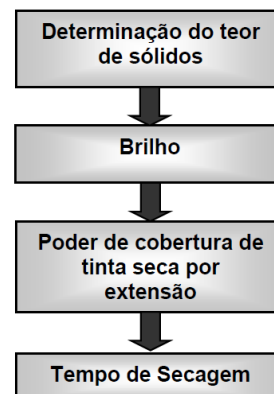 Determinação do teor
de sólidos
Brilho
Poder de cobertura de
tinta seca por
extensão
Tempo de Secagem